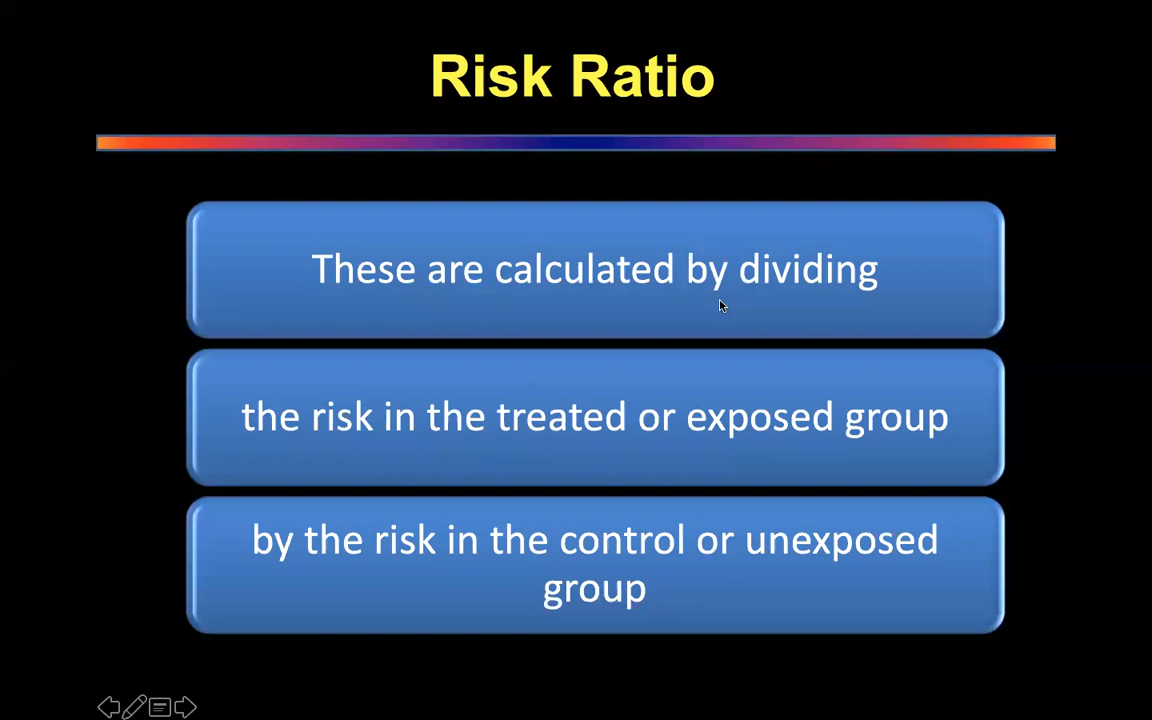 Risk Ratio
These are calculated by dividing
the risk in the treated or exposed group
by the risk in the control or unexposed
group